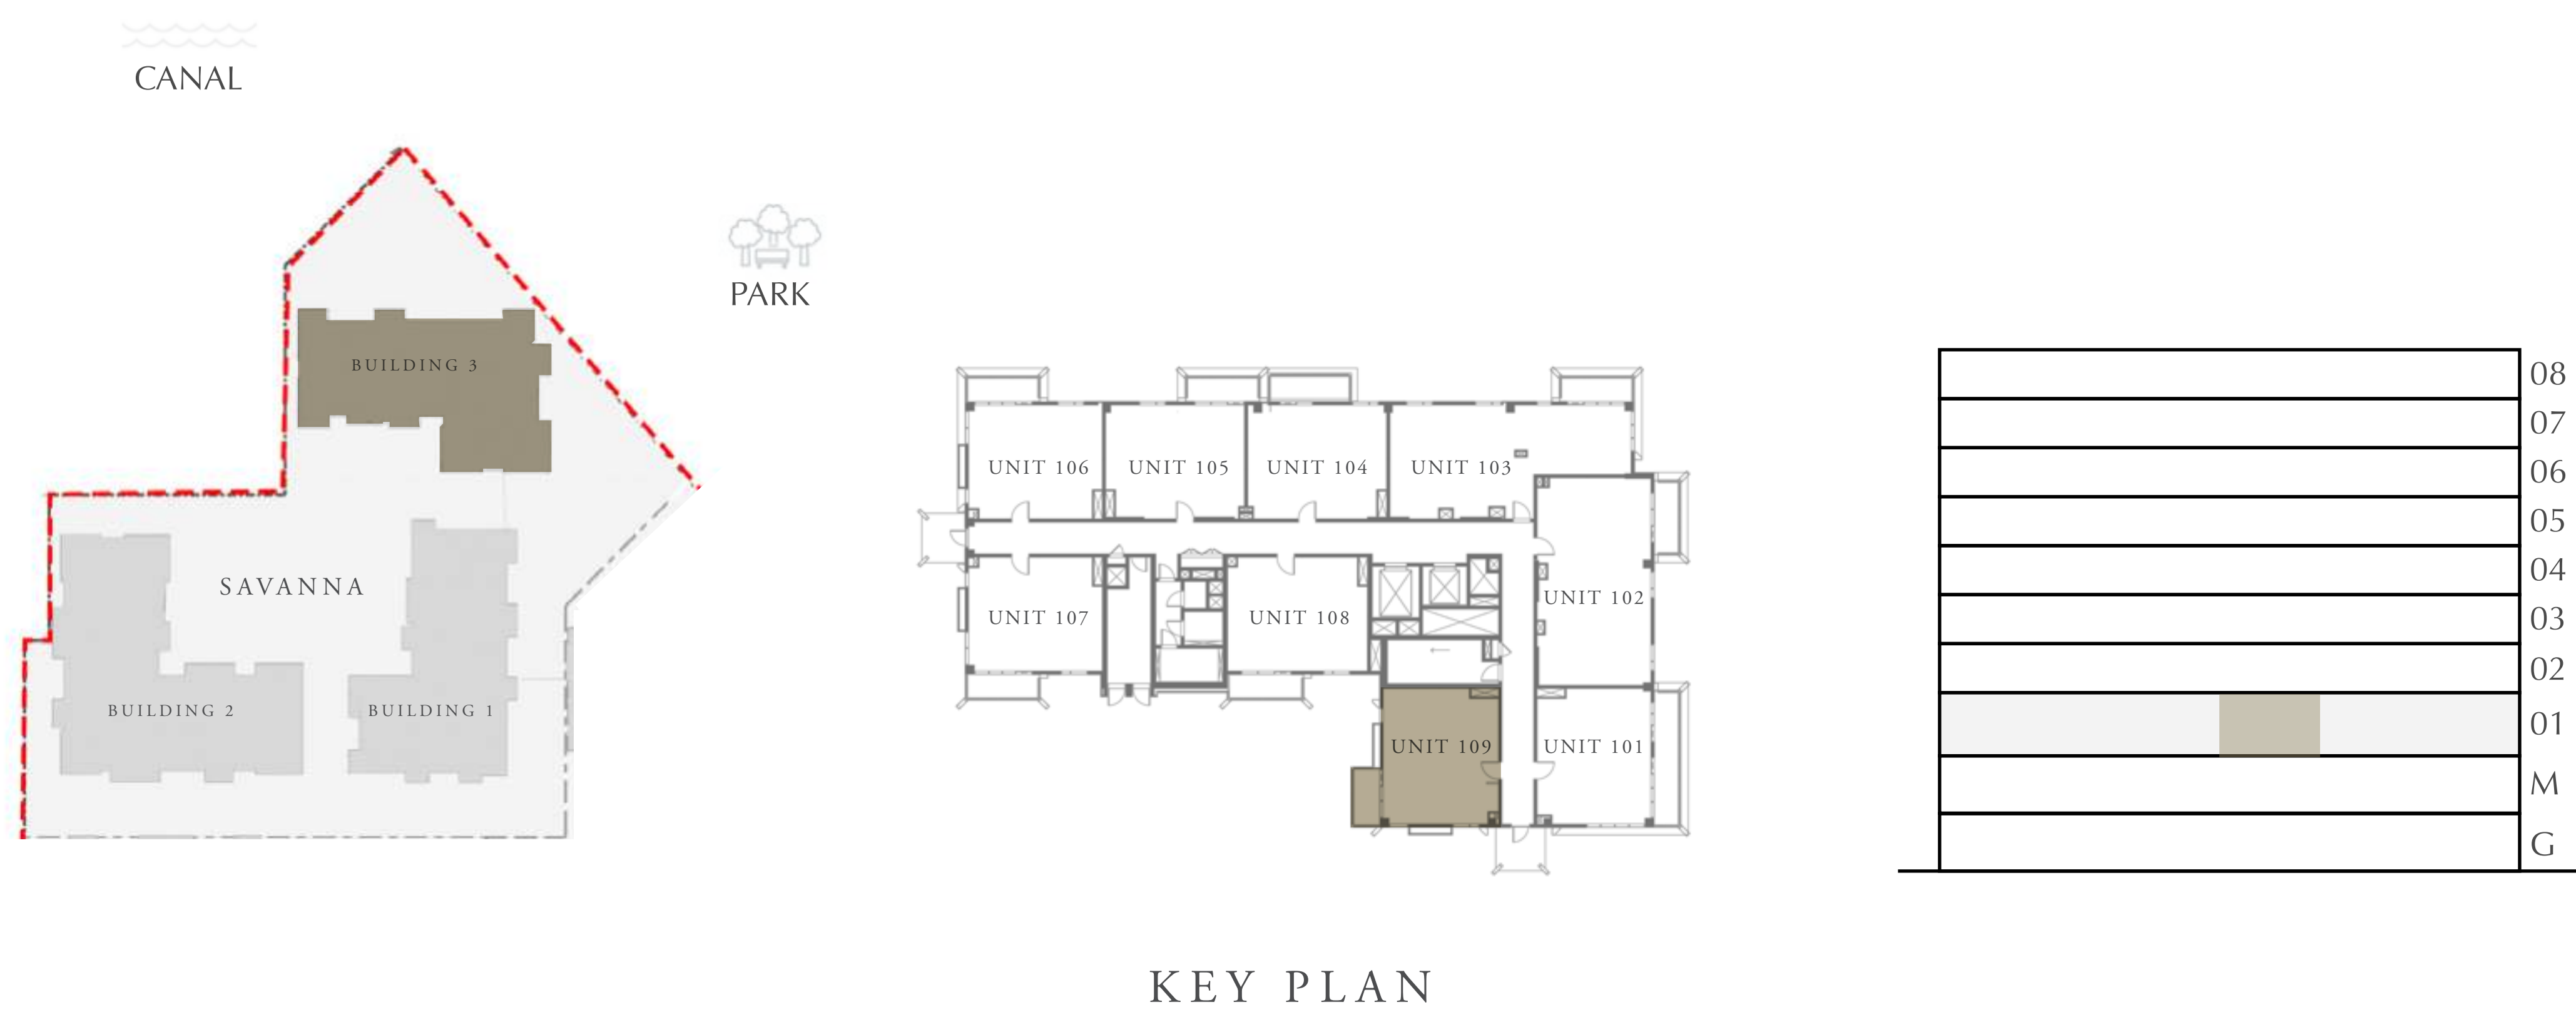 CANAL
PARK
BUILDING 3
SAVANNA
BUILDING 2
BUILDING 1
UNIT 106
UNIT 105
UNIT 104
UNIT 103
UNIT 102
UNIT 107
UNIT 108
UNIT 109
UNIT 101
08
07
06
05
04
03
02
01
M
G
KEY PLAN